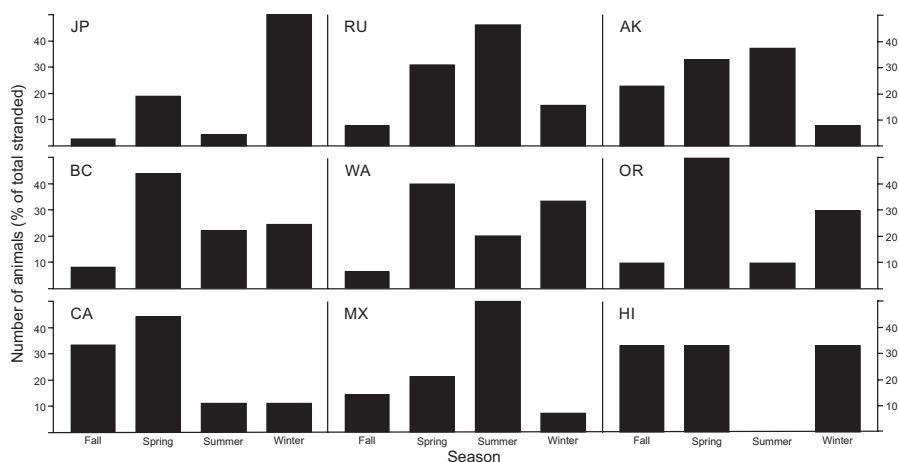 Number of animals (% of total stranded)
JP RU AK
40 40
30 30
20 20
10 10
BC WA OR
40 40
30 30
20 20
10 10
CA MX HI
40 40
30 30
20 20
10 10
Fall Spring Summer Winter Fall Spring Summer Winter Fall Spring Summer Winter
Season